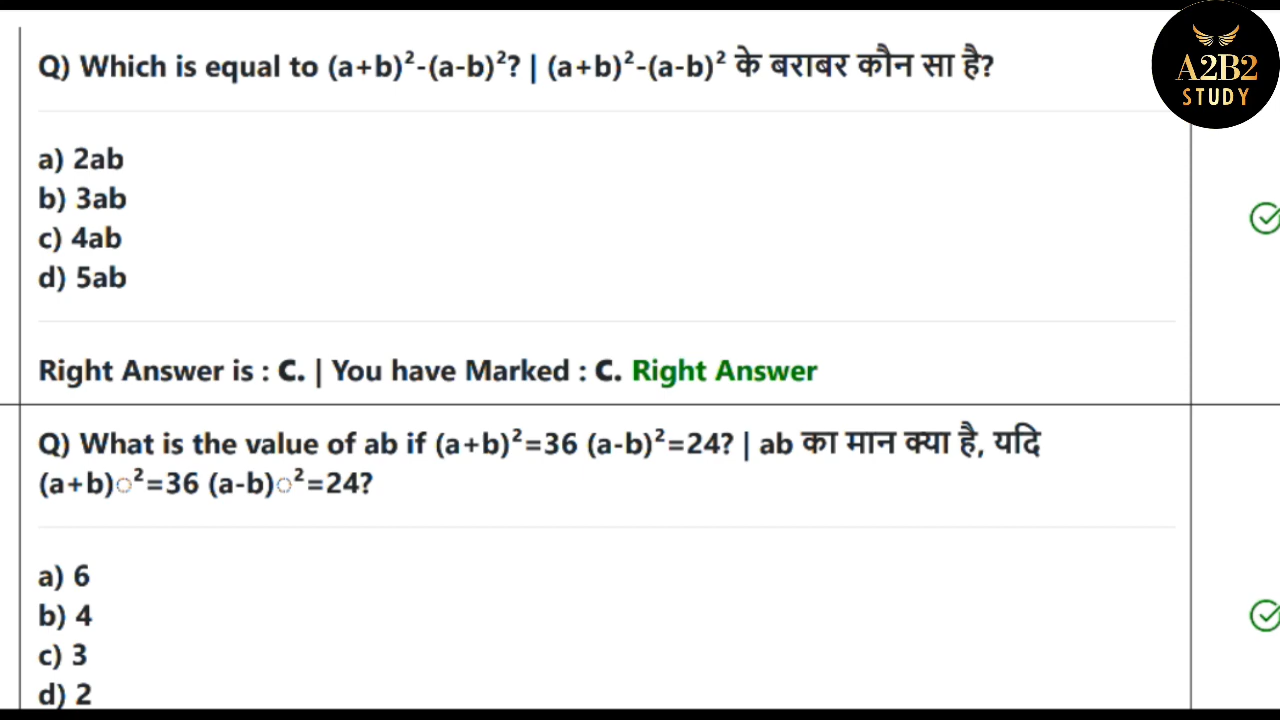 A2B2
STUDY
Q) Which is equal to (a+b)²-(a-b)²? | (a+b)²-(a-b)² के बराबर कौन सा है?
a) 2ab
b) 3ab
c) 4ab
d) 5ab
Right Answer is : C. | You have Marked : C. Right Answer
Q) What is the value of ab if (a+b)²=36 (a-b)²=24? | ab का मान क्या है, यदि
(a+b)◌²=36 (a-b)◌²=24?
a) 6
b) 4
c) 3
d) 2